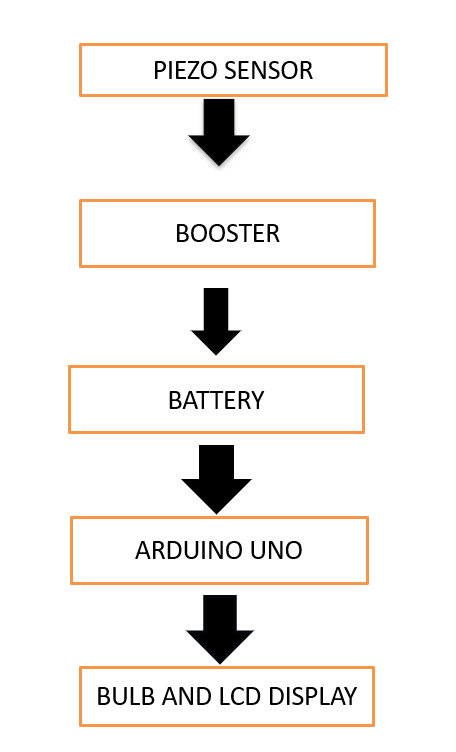 PIEZO SENSOR
BOOSTER
BATTERY
ARDUINO UNO
BULB AND LCD DISPLAY